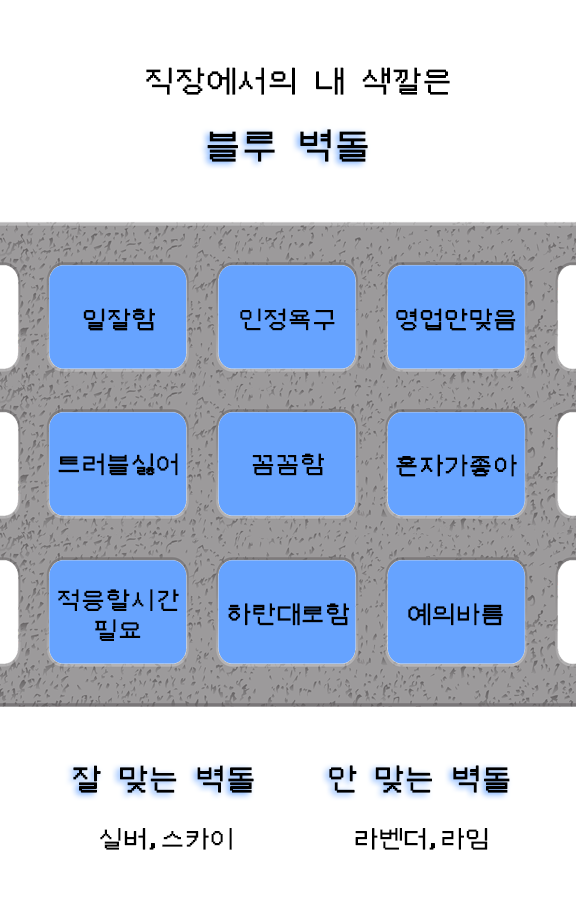 직장에서의 내 색깔은
블루 벽돌
일잘함
인정욕구
영업안맞음
트러블싫어
꼼꼼함
혼자가좋아
적응할시간
필요
하란대로함
예의바름
잘 맞는 벽돌
안 맞는 벽돌
실버,스카이
라벤더,라임